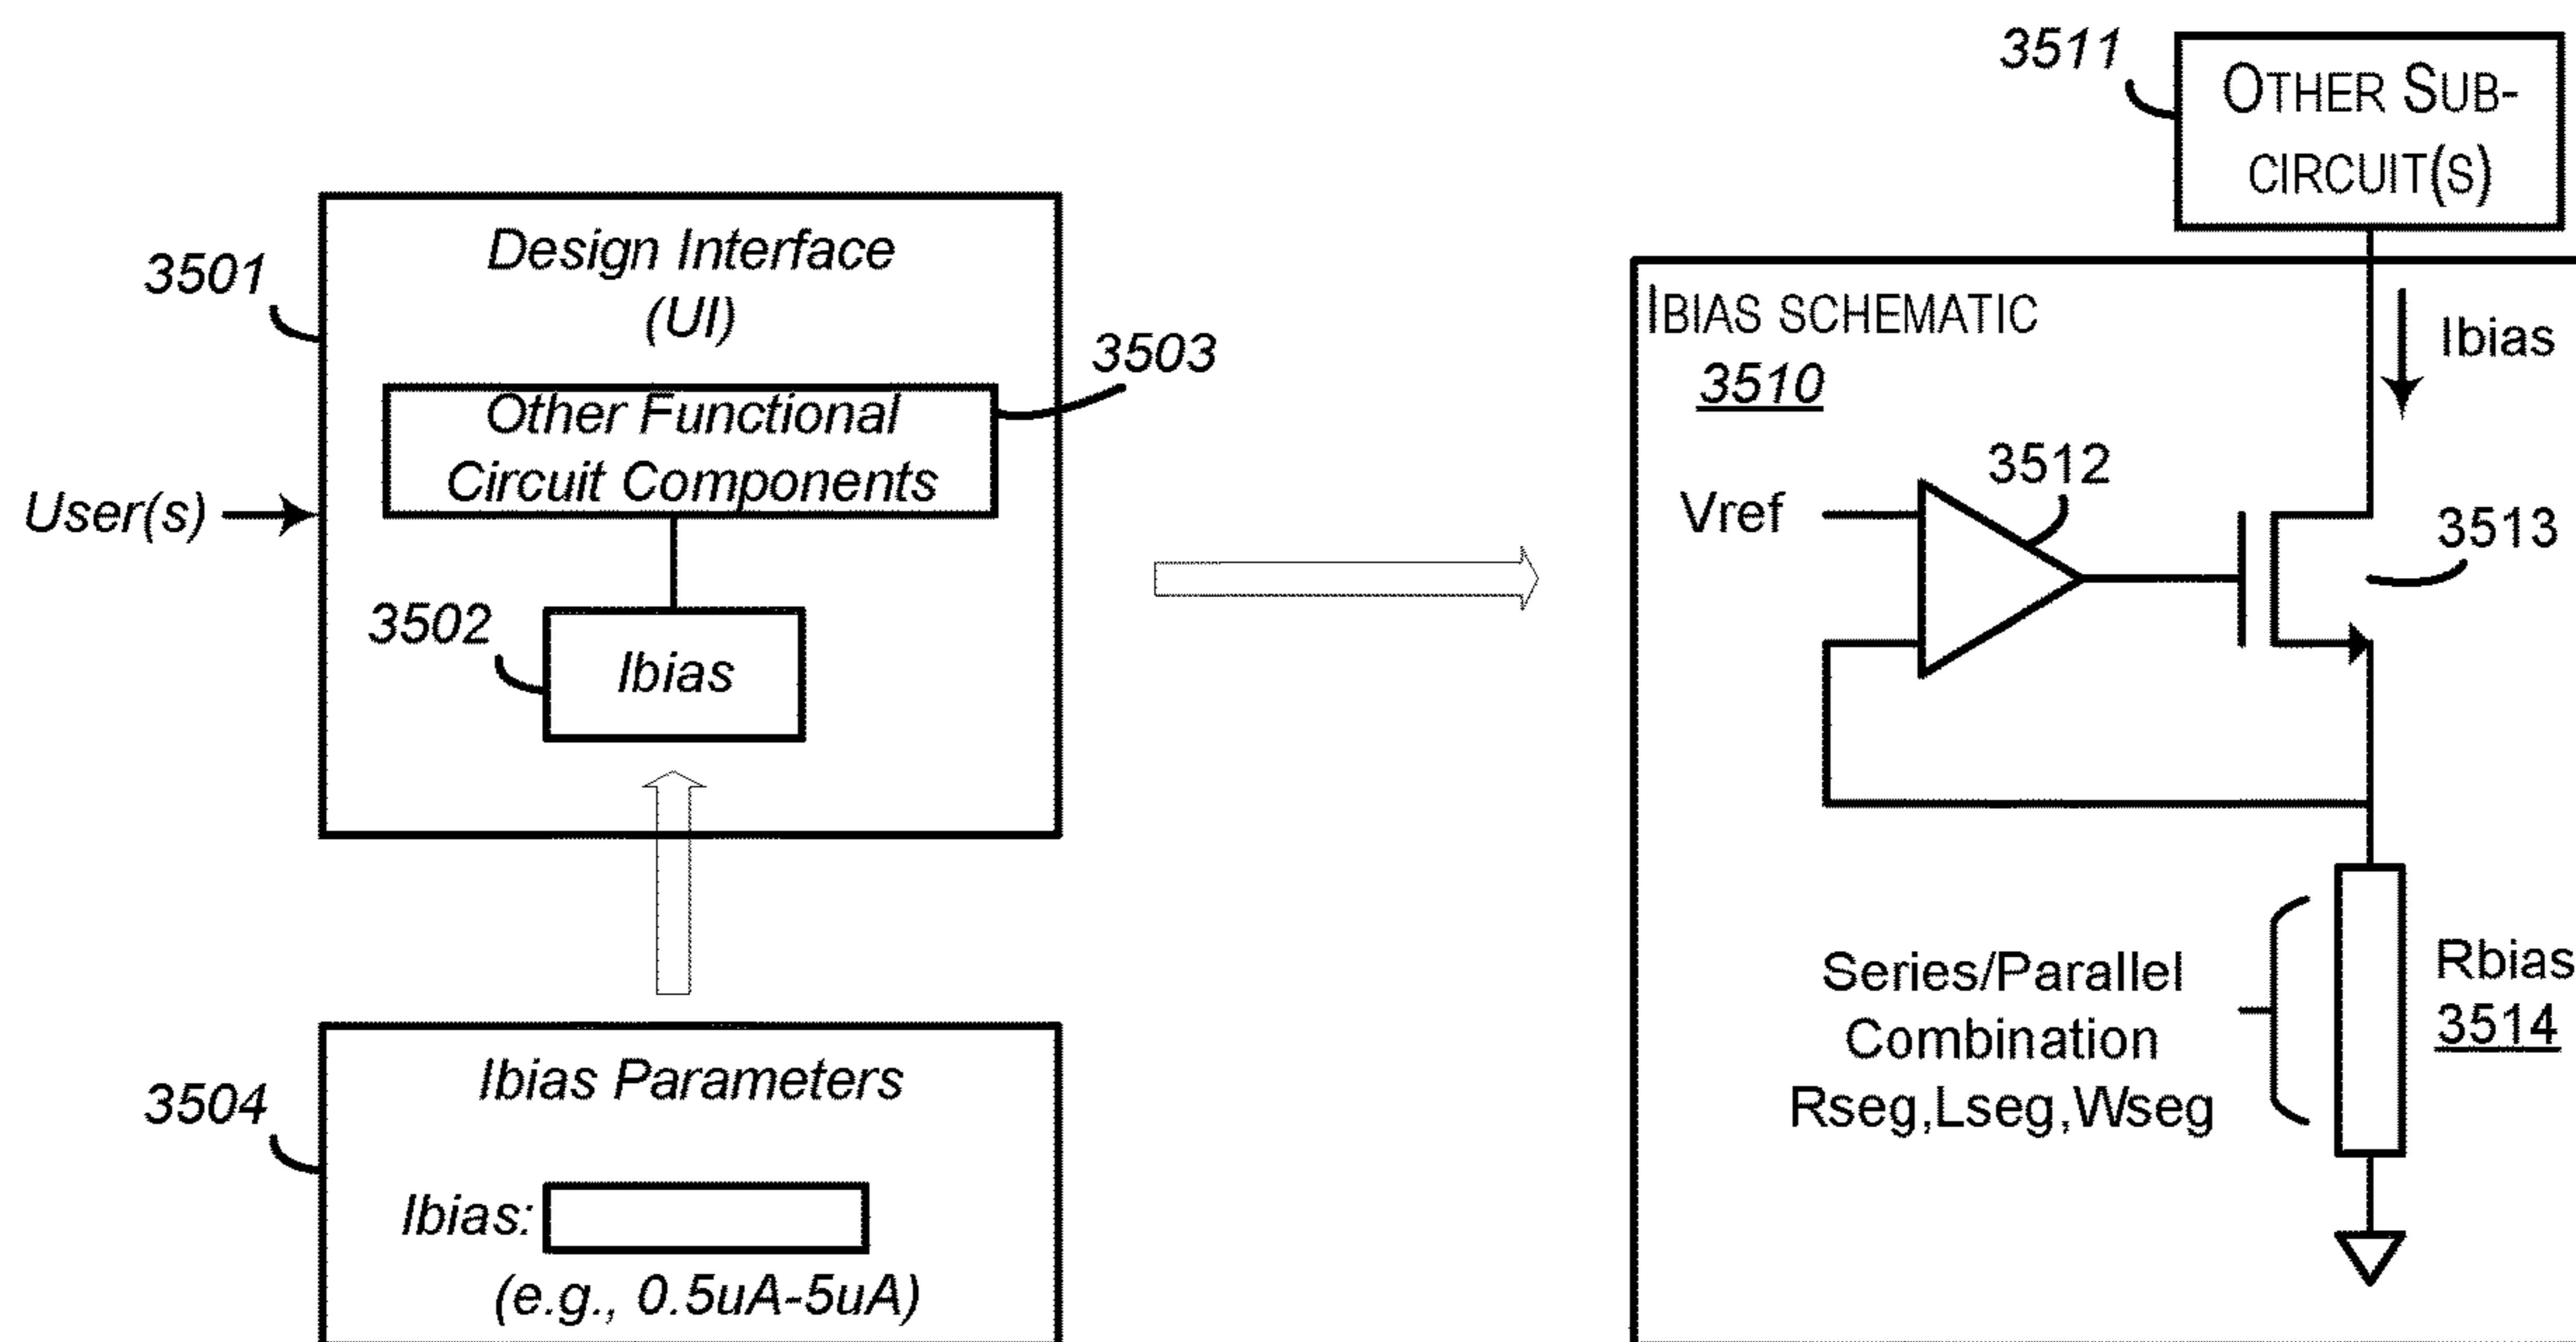 3501
Design Interface
(UI)
3503
Other Functional
Circuit Components
User(s)
3502
Ibias
3504
Ibias Parameters
Ibias:
(e.g., 0.5uA-5uA)
3511
OTHER SUB-
CIRCUIT(S)
IBIAS SCHEMATIC
3510
Ibias
3512
Vref
3513
Series/Parallel
Combination
Rseg,Lseg,Wseg
Rbias
3514